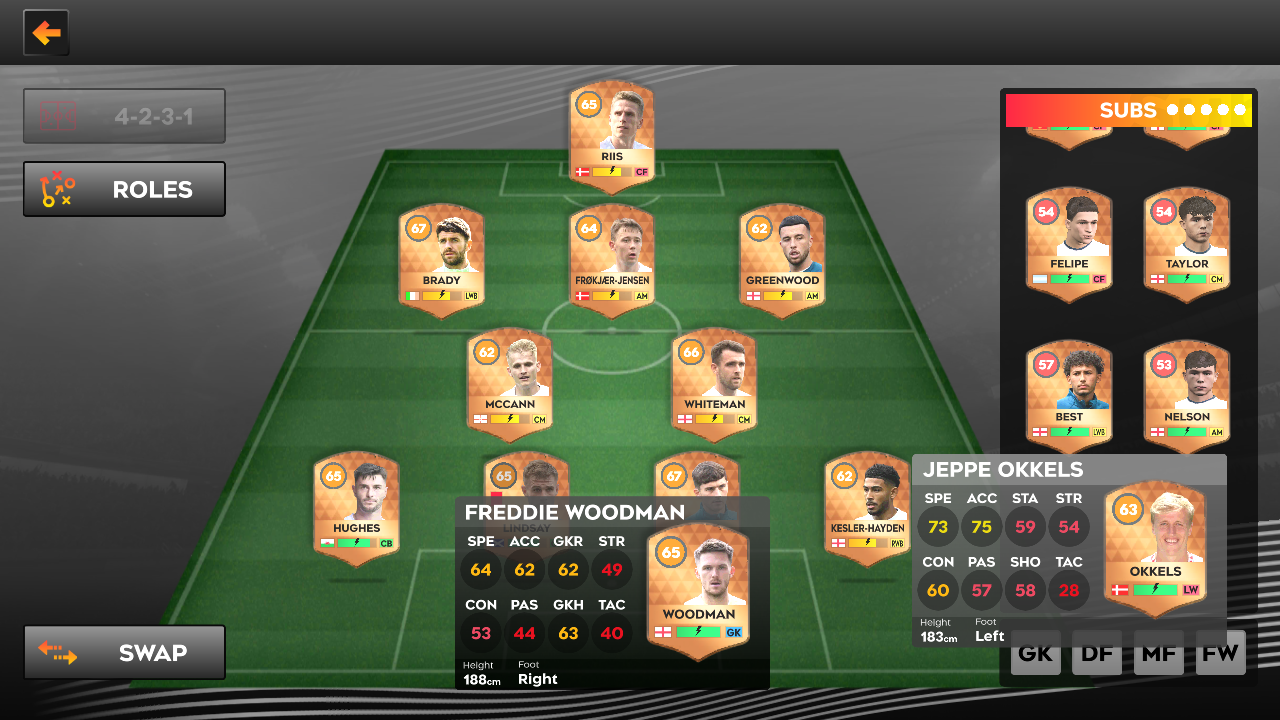 4-2-3-1
ROLES
SWAP
65
RIIS
CF
67
BRADY
LWB
64
FRØKJÆR-JENSEN
AM
62
GREENWOOD
AM
62
MCCANN
CM
66
WHITEMAN
CM
65
HUGHES
CB
65
LINDSAY
67
62
KESLER-HAYDEN
RWB
FREDDIE WOODMAN
SPE ACC GKR STR
64 62 62 49
CON PAS GKH TAC
53 44 63 40
Height Foot
188cm Right
65
WOODMAN
GK
SUBS
CF CF
54 54
FELIPE TAYLOR
CF CM
57 53
BEST NELSON
LWB AM
JEPPE OKKELS
SPE ACC STA STR
73 75 59 54
CON PAS SHO TAC
60 57 58 28
Height Foot
183cm Left
63
OKKELS
LW
GK DF MF FW